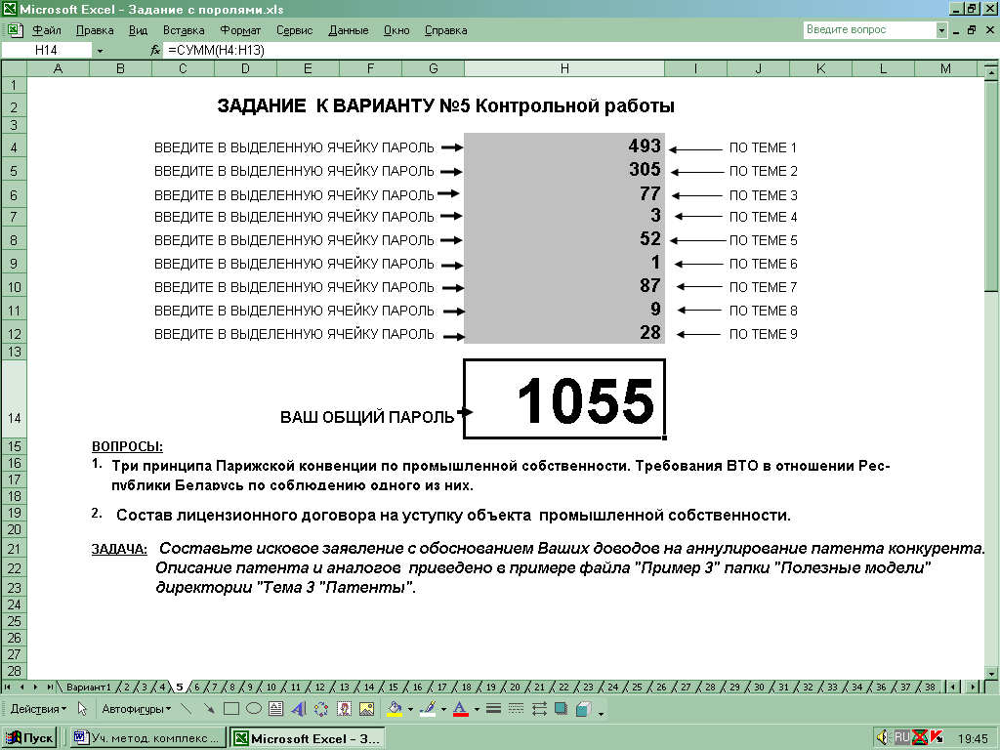 Microsoft Excel - Задание с поролями.xls
Файл Правка Вид Вставка Формат Сервис Данные Окно Справка Введите вопрос
H14 fx =СУММ(H4:H13)
A B C D E F G H I J K L M
1
2 ЗАДАНИЕ К ВАРИАНТУ №5 Контрольной работы
3
4 ВВЕДИТЕ В ВЫДЕЛЕННУЮ ЯЧЕЙКУ ПАРОЛЬ 493 ПО ТЕМЕ 1
5 ВВЕДИТЕ В ВЫДЕЛЕННУЮ ЯЧЕЙКУ ПАРОЛЬ 305 ПО ТЕМЕ 2
6 ВВЕДИТЕ В ВЫДЕЛЕННУЮ ЯЧЕЙКУ ПАРОЛЬ 77 ПО ТЕМЕ 3
7 ВВЕДИТЕ В ВЫДЕЛЕННУЮ ЯЧЕЙКУ ПАРОЛЬ 3 ПО ТЕМЕ 4
8 ВВЕДИТЕ В ВЫДЕЛЕННУЮ ЯЧЕЙКУ ПАРОЛЬ 52 ПО ТЕМЕ 5
9 ВВЕДИТЕ В ВЫДЕЛЕННУЮ ЯЧЕЙКУ ПАРОЛЬ 1 ПО ТЕМЕ 6
10 ВВЕДИТЕ В ВЫДЕЛЕННУЮ ЯЧЕЙКУ ПАРОЛЬ 87 ПО ТЕМЕ 7
11 ВВЕДИТЕ В ВЫДЕЛЕННУЮ ЯЧЕЙКУ ПАРОЛЬ 9 ПО ТЕМЕ 8
12 ВВЕДИТЕ В ВЫДЕЛЕННУЮ ЯЧЕЙКУ ПАРОЛЬ 28 ПО ТЕМЕ 9
13
14 ВАШ ОБЩИЙ ПАРОЛЬ 1055
15 ВОПРОСЫ:
16 1. Три принципа Парижской конвенции по промышленной собственности. Требования ВТО в отношении Рес-
17 публики Беларусь по соблюдению одного из них.
18
19 2. Состав лицензионного договора на уступку объекта промышленной собственности.
20
21 ЗАДАЧА: Составьте исковое заявление с обоснованием Ваших доводов на аннулирование патента конкурента.
22 Описание патента и аналогов приведено в примере файла "Пример 3" папки "Полезные модели"
23 директории "Тема 3 "Патенты".
24
25
26
27
28
Вариант1 2 3 4 5 6 7 8 9 10 11 12 13 14 15 16 17 18 19 20 21 22 23 24 25 26 27 28 29 30 31 32 33 34 35 36 37 38
Действия Автофигуры
Пуск Уч. метод. комплекс ... Microsoft Excel - З... RU 19:45